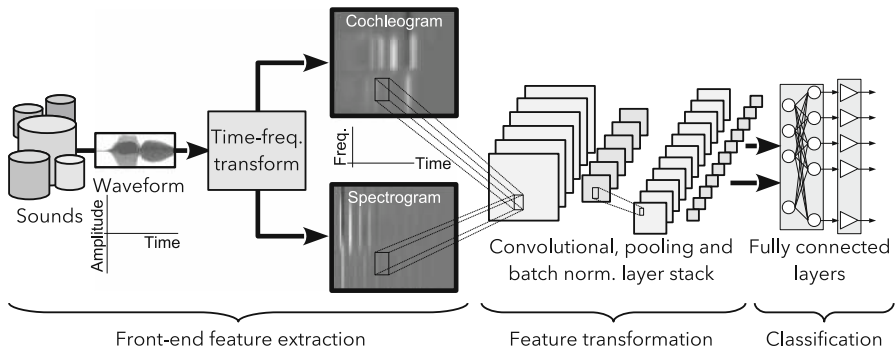 Cochleogram
Time-freq.
transform
Freq.
Time
Waveform
Sounds
Amplitude
Time
Spectrogram
Convolutional, pooling and
batch norm. layer stack
Fully connected
layers
Front-end feature extraction
Feature transformation
Classification